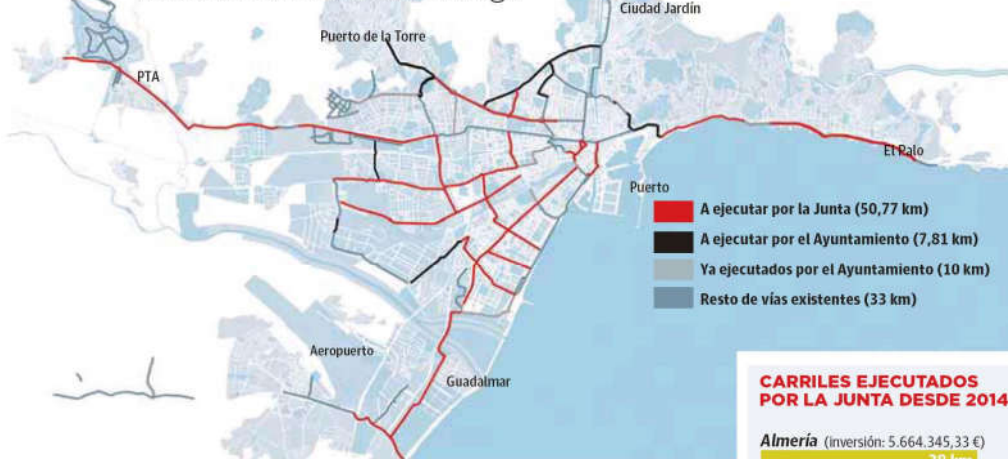 Ciudad Jardín
Puerto de la Torre
PTA
El Palo
Puerto
A ejecutar por la Junta (50,77 km)
A ejecutar por el Ayuntamiento (7,81 km)
Ya ejecutados por el Ayuntamiento (10 km)
Resto de vías existentes (33 km)
Aeropuerto
Guadalmar
CARRILES EJECUTADOS
POR LA JUNTA DESDE 2014
Almería (inversión: 5.664.345,33 €)